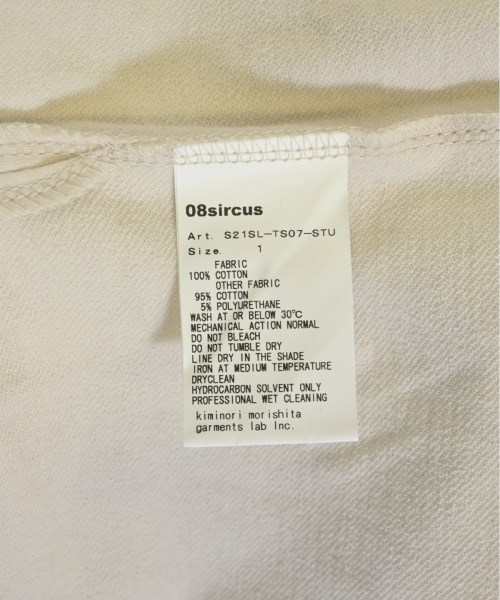 08sircus
Art. S21SL-TS07-STU
Size. 1
FABRIC
100% COTTON
OTHER FABRIC
95% COTTON
5% POLYURETHANE
WASH AT OR BELOW 30℃
MECHANICAL ACTION NORMAL
DO NOT BLEACH
DO NOT TUMBLE DRY
LINE DRY IN THE SHADE
IRON AT MEDIUM TEMPERATURE
DRYCLEAN
HYDROCARBON SOLVENT ONLY
PROFESSIONAL WET CLEANING
kiminori morishita
garments lab Inc.